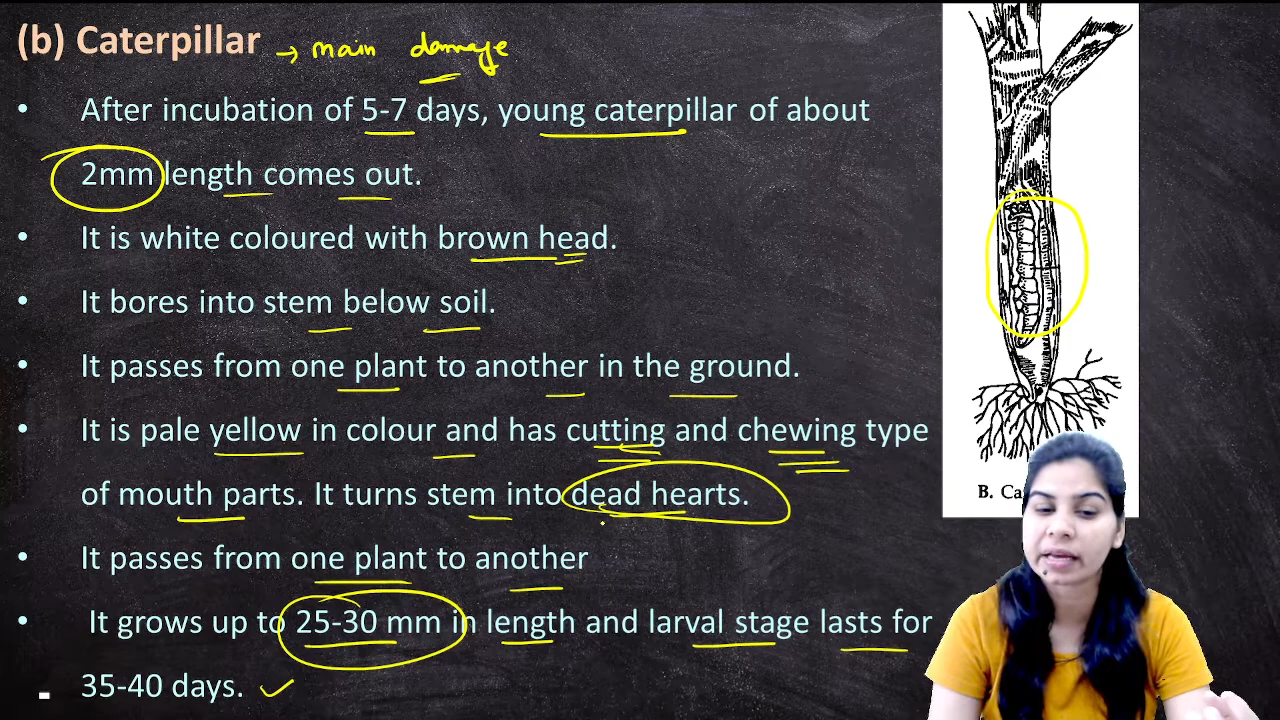 (b) Caterpillar → main damage
• After incubation of 5-7 days, young caterpillar of about
2mm length comes out.
• It is white coloured with brown head.
• It bores into stem below soil.
• It passes from one plant to another in the ground.
• It is pale yellow in colour and has cutting and chewing type
of mouth parts. It turns stem into dead hearts.
• It passes from one plant to another
• It grows up to 25-30 mm in length and larval stage lasts for
35-40 days.
B. Ca